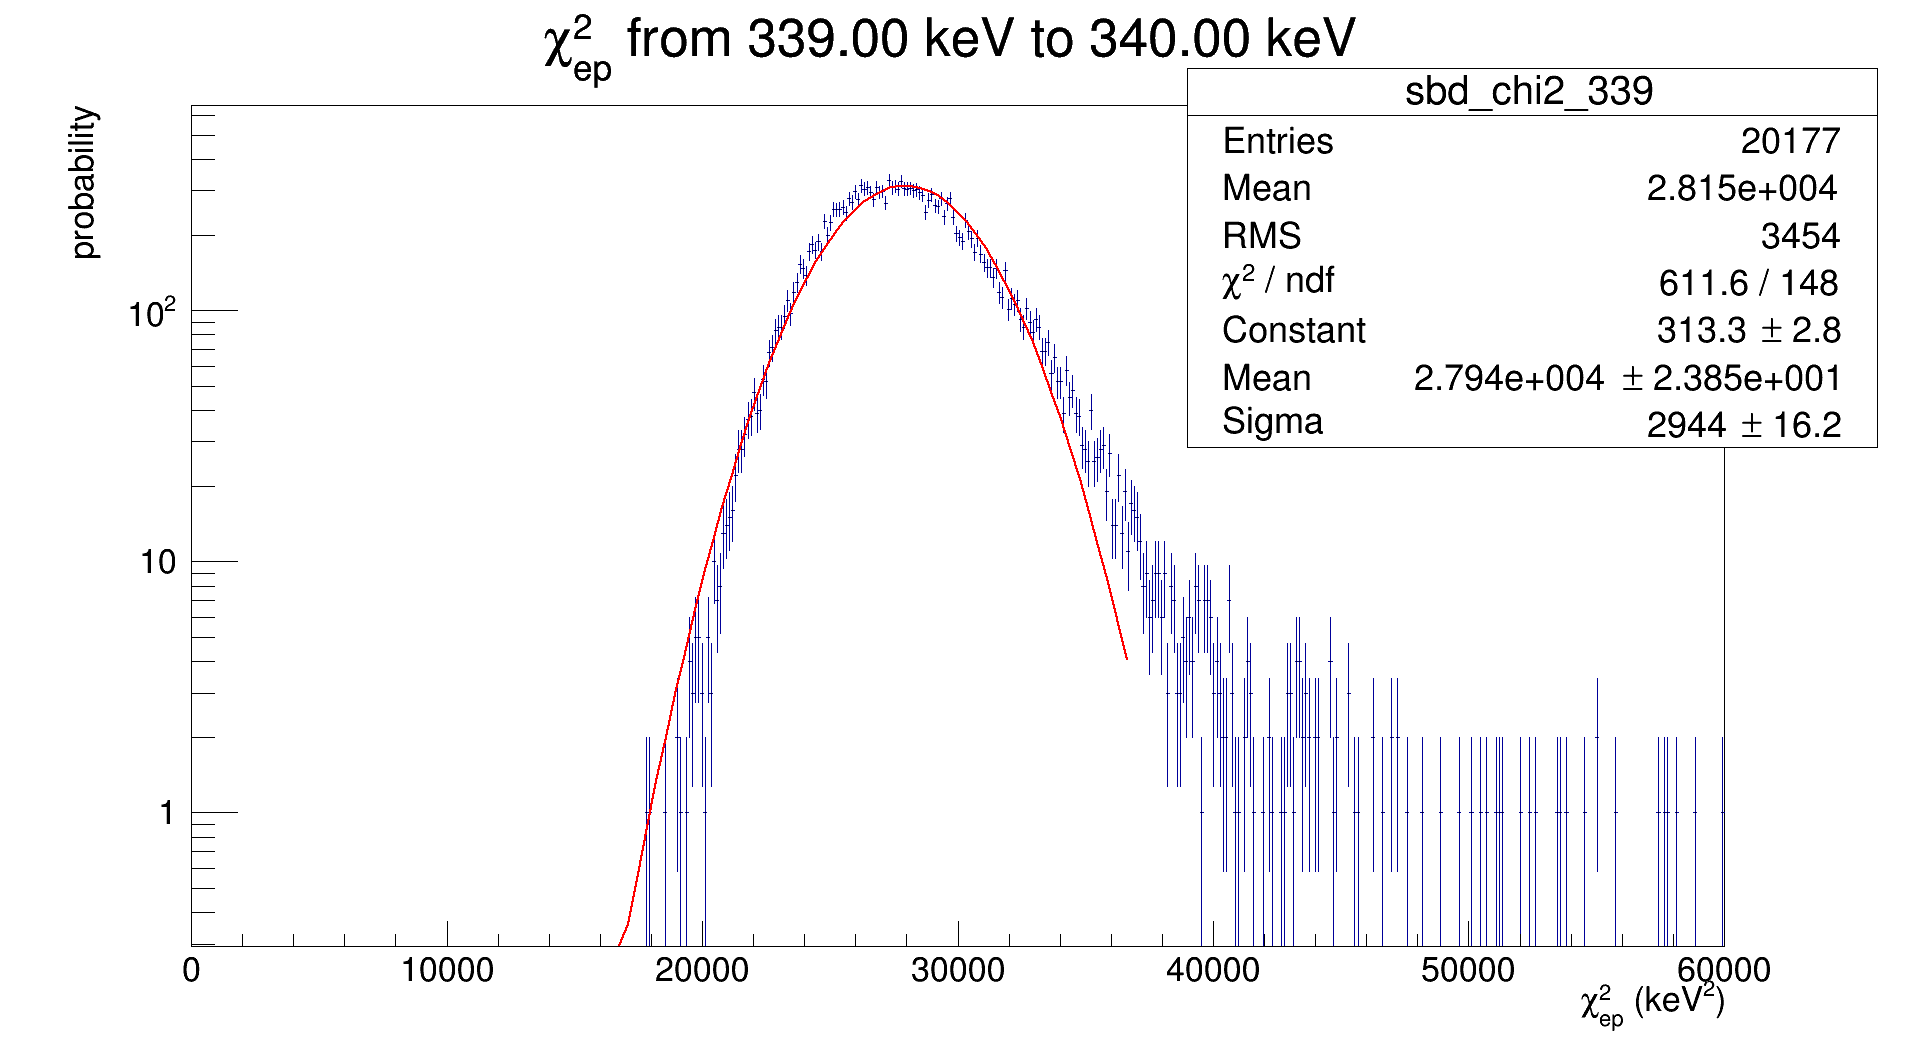 χ²ep from 339.00 keV to 340.00 keV
probability
sbd_chi2_339
Entries 20177
Mean 2.815e+004
RMS 3454
χ² / ndf 611.6 / 148
Constant 313.3 ± 2.8
Mean 2.794e+004 ± 2.385e+001
Sigma 2944 ± 16.2
10²
10
1
0 10000 20000 30000 40000 50000 60000
χ²ep (keV²)